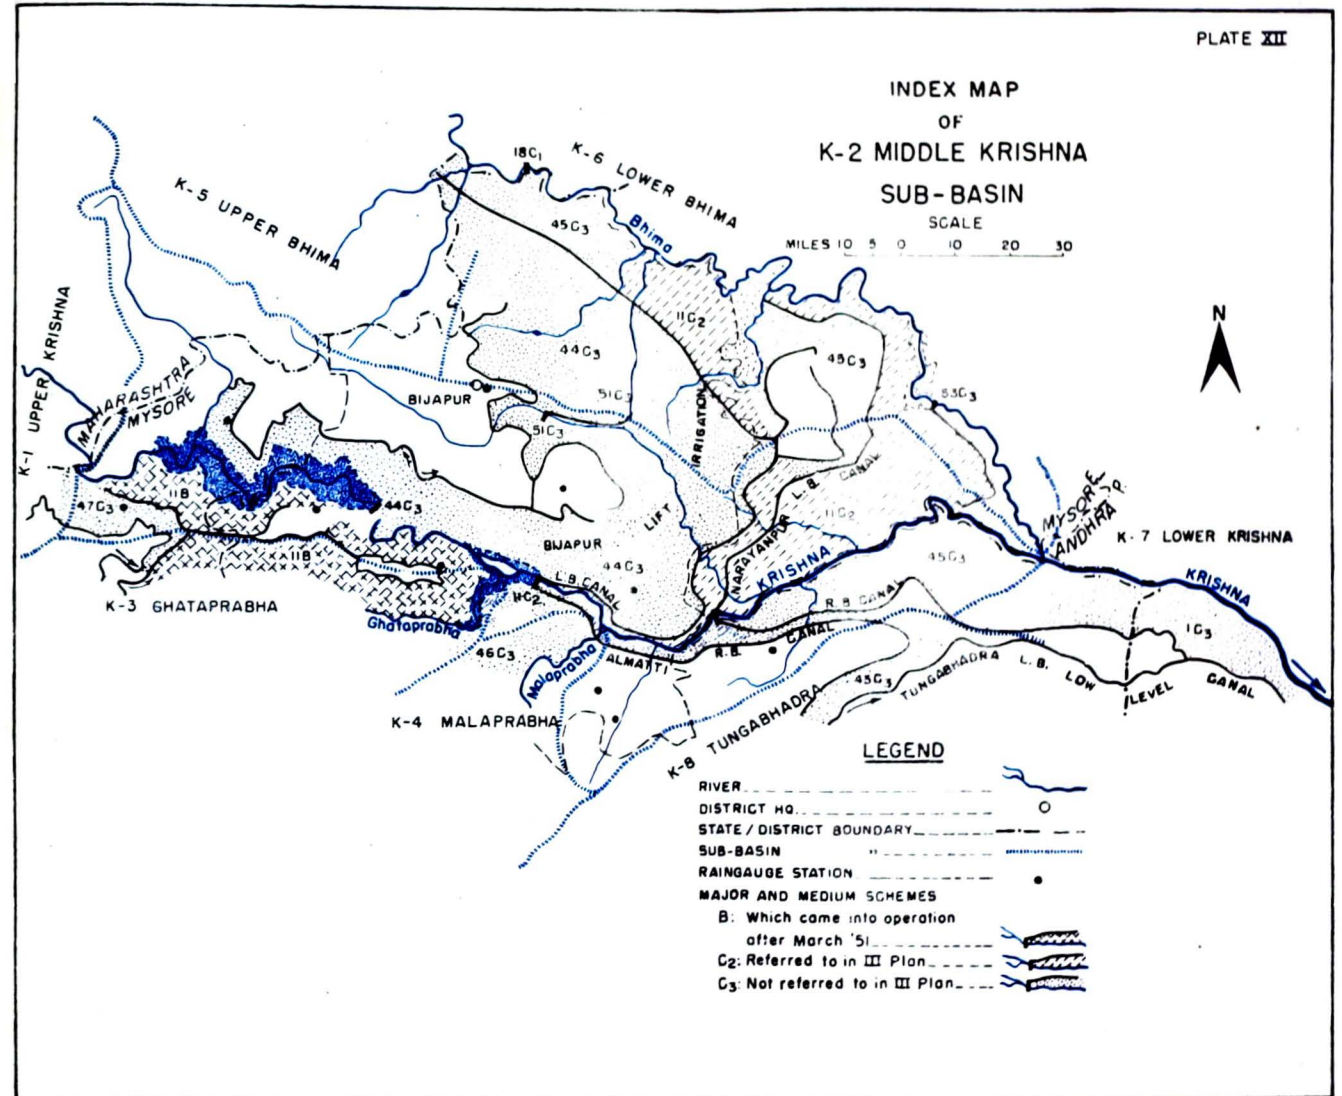 PLATE XII
INDEX MAP
OF
K-2 MIDDLE KRISHNA
SUB-BASIN
SCALE
MILES 10 5 0 10 20 30
N
K-6 LOWER BHIMA
18C1
K-5 UPPER BHIMA
45C3
Bhima
11C2
K-1 UPPER KRISHNA
MAHARASHTRA
MYSORE
44C3
45C3
BIJAPUR
51C3
53C3
51C3
IRRIGATION
L.B. CANAL
47C3
11B
44C3
LIFT
11C2
MYSORE
ANDHRA P.
11B
BIJAPUR
NARAYANPUR
KRISHNA
45C3
K-7 LOWER KRISHNA
44C3
L.B. CANAL
KRISHNA
K-3 GHATAPRABHA
11C2
R.B. CANAL
Ghataprabha
R.B. CANAL
1C3
46C3
Malaprabha
ALMATTI
45C3
TUNGABHADRA L.B. LOW LEVEL CANAL
K-4 MALAPRABHA
K-8 TUNGABHADRA
LEGEND
RIVER
DISTRICT HQ.
STATE / DISTRICT BOUNDARY
SUB-BASIN "
RAINGAUGE STATION
MAJOR AND MEDIUM SCHEMES
B: Which came into operation
after March '51
C2: Referred to in III Plan
C3: Not referred to in III Plan